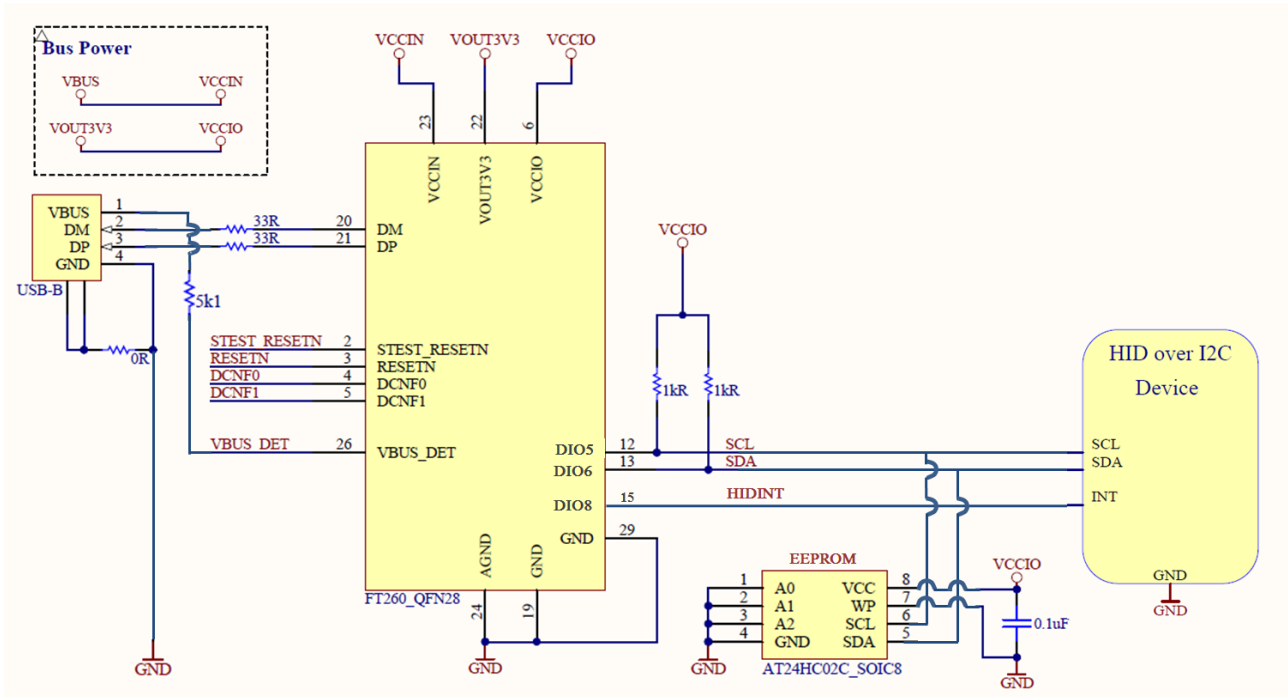 Bus Power
VBUS VCCIN
VOUT3V3 VCCIO
VCCIN VOUT3V3 VCCIO
23 22 6
VCCIN VOUT3V3 VCCIO
VBUS 1
DM 2
DP 3
GND 4
USB-B
33R
33R
20 DM
21 DP
5k1
0R
STEST_RESETN 2 STEST_RESETN
RESETN 3 RESETN
DCNF0 4 DCNF0
DCNF1 5 DCNF1
VBUS_DET 26 VBUS_DET
VCCIO
1kR 1kR
DIO5 12 SCL
DIO6 13 SDA
DIO8 15 HIDINT
GND 29
AGND GND
24 19
FT260_QFN28
GND
GND
HID over I2C
Device
SCL
SDA
INT
GND
GND
EEPROM
1 A0 VCC 8
2 A1 WP 7
3 A2 SCL 6
4 GND SDA 5
AT24HC02C_SOIC8
GND
VCCIO
0.1uF
GND